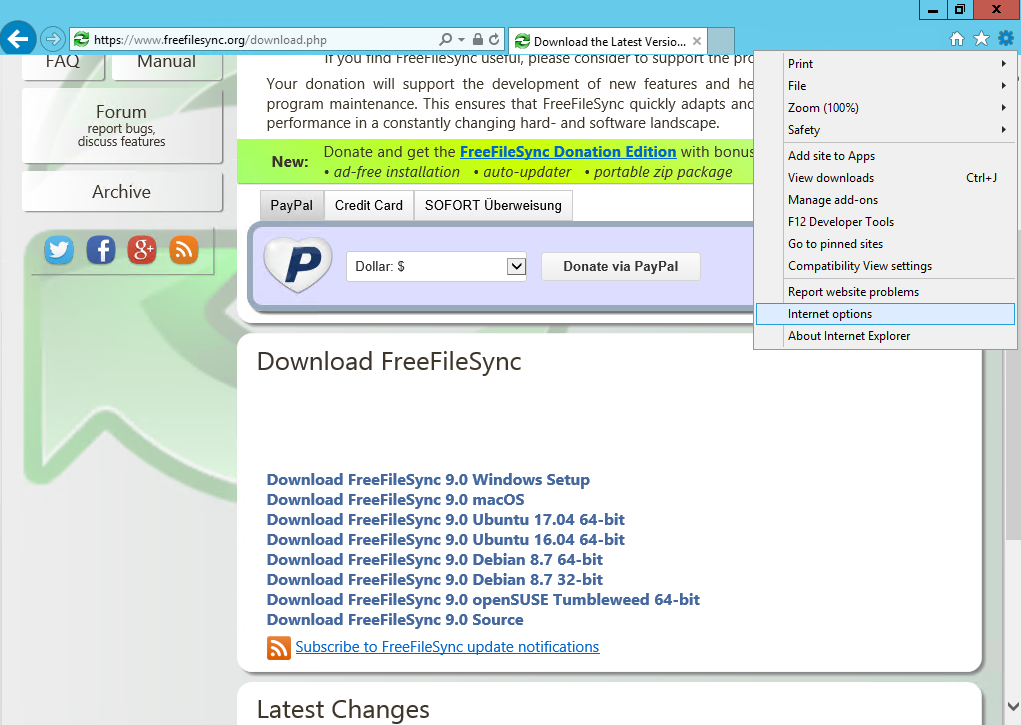 https://www.freefilesync.org/download.php
Download the Latest Versio...
FAQ
Manual
Forum
report bugs,
discuss features
Archive
If you find FreeFileSync useful, please consider to support the pro
Your donation will support the development of new features and he
program maintenance. This ensures that FreeFileSync quickly adapts and
performance in a constantly changing hard- and software landscape.
New:
Donate and get the FreeFileSync Donation Edition with bonus
• ad-free installation • auto-updater • portable zip package
PayPal
Credit Card
SOFORT Überweisung
Dollar: $
Donate via PayPal
Print
File
Zoom (100%)
Safety
Add site to Apps
View downloads Ctrl+J
Manage add-ons
F12 Developer Tools
Go to pinned sites
Compatibility View settings
Report website problems
Internet options
About Internet Explorer
Download FreeFileSync
Download FreeFileSync 9.0 Windows Setup
Download FreeFileSync 9.0 macOS
Download FreeFileSync 9.0 Ubuntu 17.04 64-bit
Download FreeFileSync 9.0 Ubuntu 16.04 64-bit
Download FreeFileSync 9.0 Debian 8.7 64-bit
Download FreeFileSync 9.0 Debian 8.7 32-bit
Download FreeFileSync 9.0 openSUSE Tumbleweed 64-bit
Download FreeFileSync 9.0 Source
Subscribe to FreeFileSync update notifications
Latest Changes